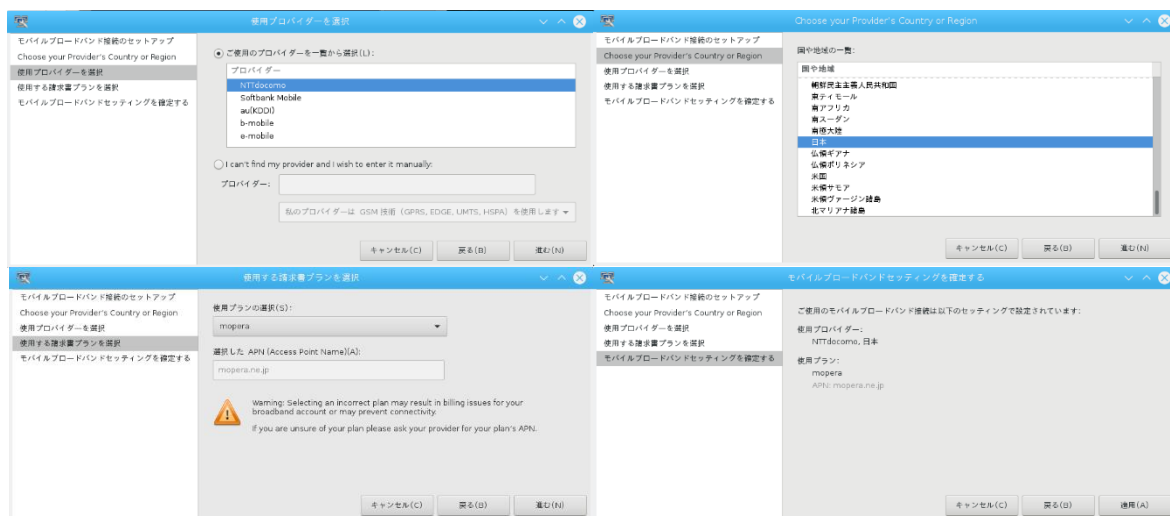 使用プロバイダーを選択
モバイルブロードバンド接続のセットアップ
Choose your Provider's Country or Region
使用プロバイダーを選択
使用する請求書プランを選択
モバイルブロードバンドセッティングを確定する
ご使用のプロバイダーを一覧から選択(L):
プロバイダー
NTTdocomo
Softbank Mobile
au(KDDI)
b-mobile
e-mobile
I can't find my provider and I wish to enter it manually:
プロバイダー:
私のプロバイダーは GSM 技術 (GPRS, EDGE, UMTS, HSPA) を使用します
キャンセル(C)
戻る(B)
進む(N)
Choose your Provider's Country or Region
モバイルブロードバンド接続のセットアップ
Choose your Provider's Country or Region
使用プロバイダーを選択
使用する請求書プランを選択
モバイルブロードバンドセッティングを確定する
国や地域の一覧:
国や地域
朝鮮民主主義人民共和国
東ティモール
南アフリカ
南スーダン
南極大陸
日本
仏領ギアナ
仏領ポリネシア
米国
米領サモア
米領ヴァージン諸島
北マリアナ諸島
キャンセル(C)
戻る(B)
進む(N)
使用する請求書プランを選択
モバイルブロードバンド接続のセットアップ
Choose your Provider's Country or Region
使用プロバイダーを選択
使用する請求書プランを選択
モバイルブロードバンドセッティングを確定する
使用プランの選択(S):
mopera
選択した APN (Access Point Name)(A):
mopera.ne.jp
Warning: Selecting an incorrect plan may result in billing issues for your
broadband account or may prevent connectivity.
If you are unsure of your plan please ask your provider for your plan's APN.
キャンセル(C)
戻る(B)
進む(N)
モバイルブロードバンドセッティングを確定する
モバイルブロードバンド接続のセットアップ
Choose your Provider's Country or Region
使用プロバイダーを選択
使用する請求書プランを選択
モバイルブロードバンドセッティングを確定する
ご使用のモバイルブロードバンド接続は以下のセッティングで設定されています:
使用プロバイダー:
NTTdocomo, 日本
使用プラン:
mopera
APN: mopera.ne.jp
キャンセル(C)
戻る(B)
適用(A)